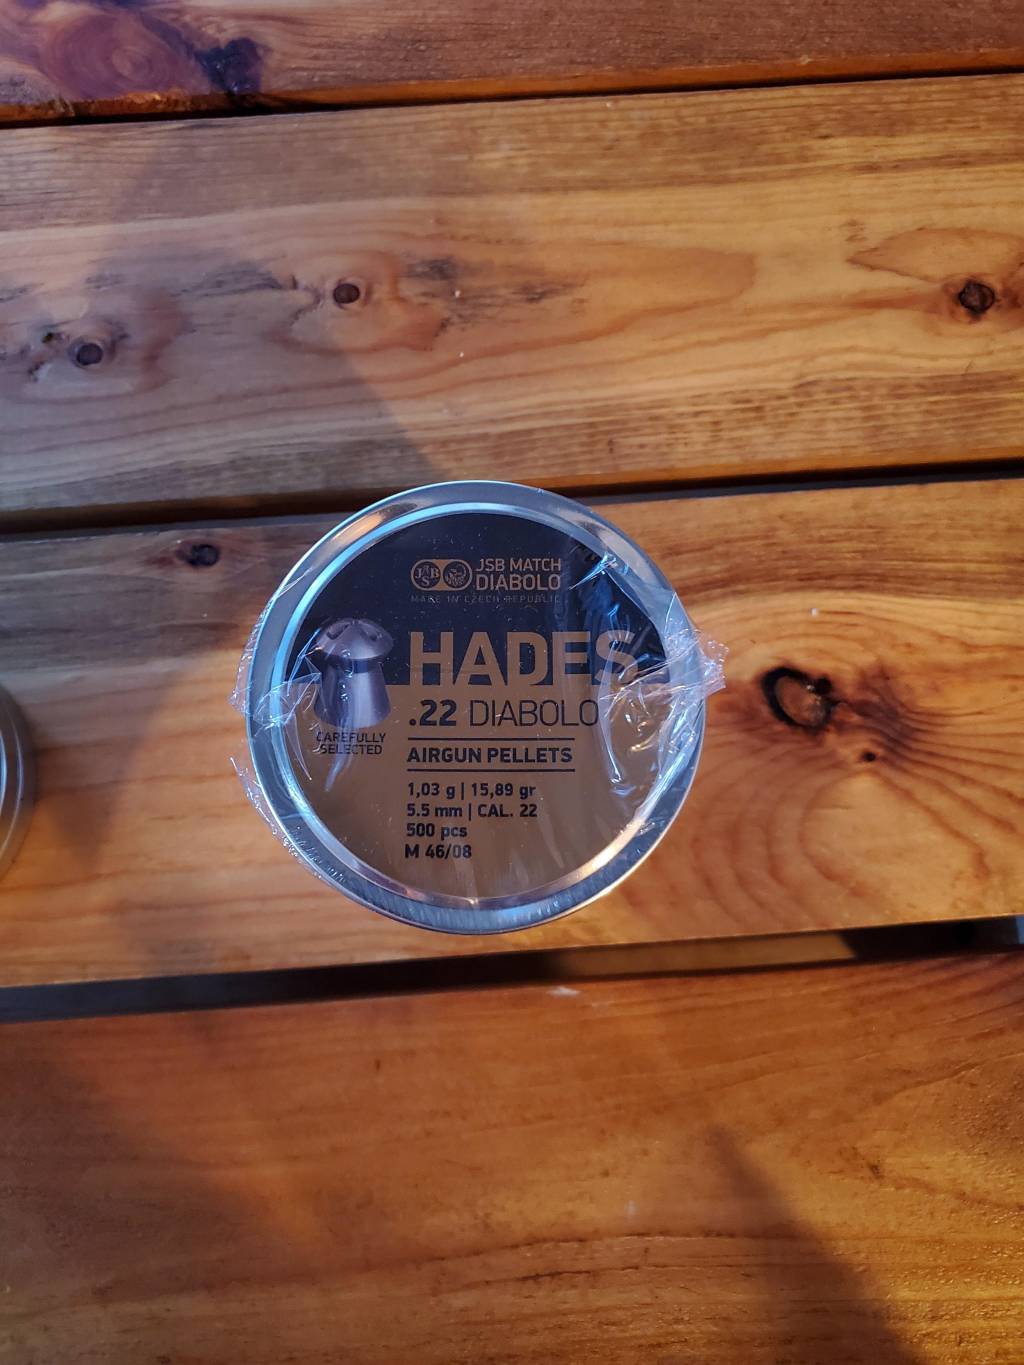 JSB
JSB MATCH
DIABOLO
MADE IN CZECH REPUBLIC
HADES
.22 DIABOLO
CAREFULLY
SELECTED
AIRGUN PELLETS
1,03 g | 15,89 gr
5.5 mm | CAL. 22
500 pcs
M 46/08